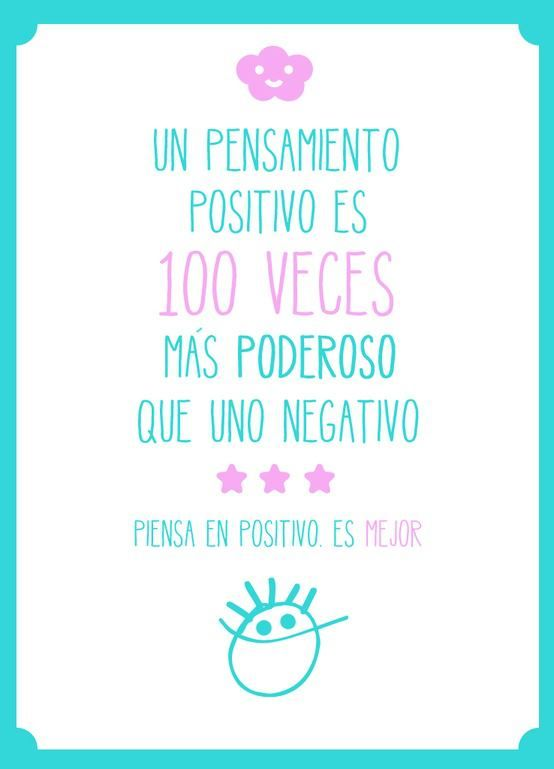 UN PENSAMIENTO
POSITIVO ES
100 VECES
MÁS PODEROSO
QUE UNO NEGATIVO
PIENSA EN POSITIVO. ES MEJOR